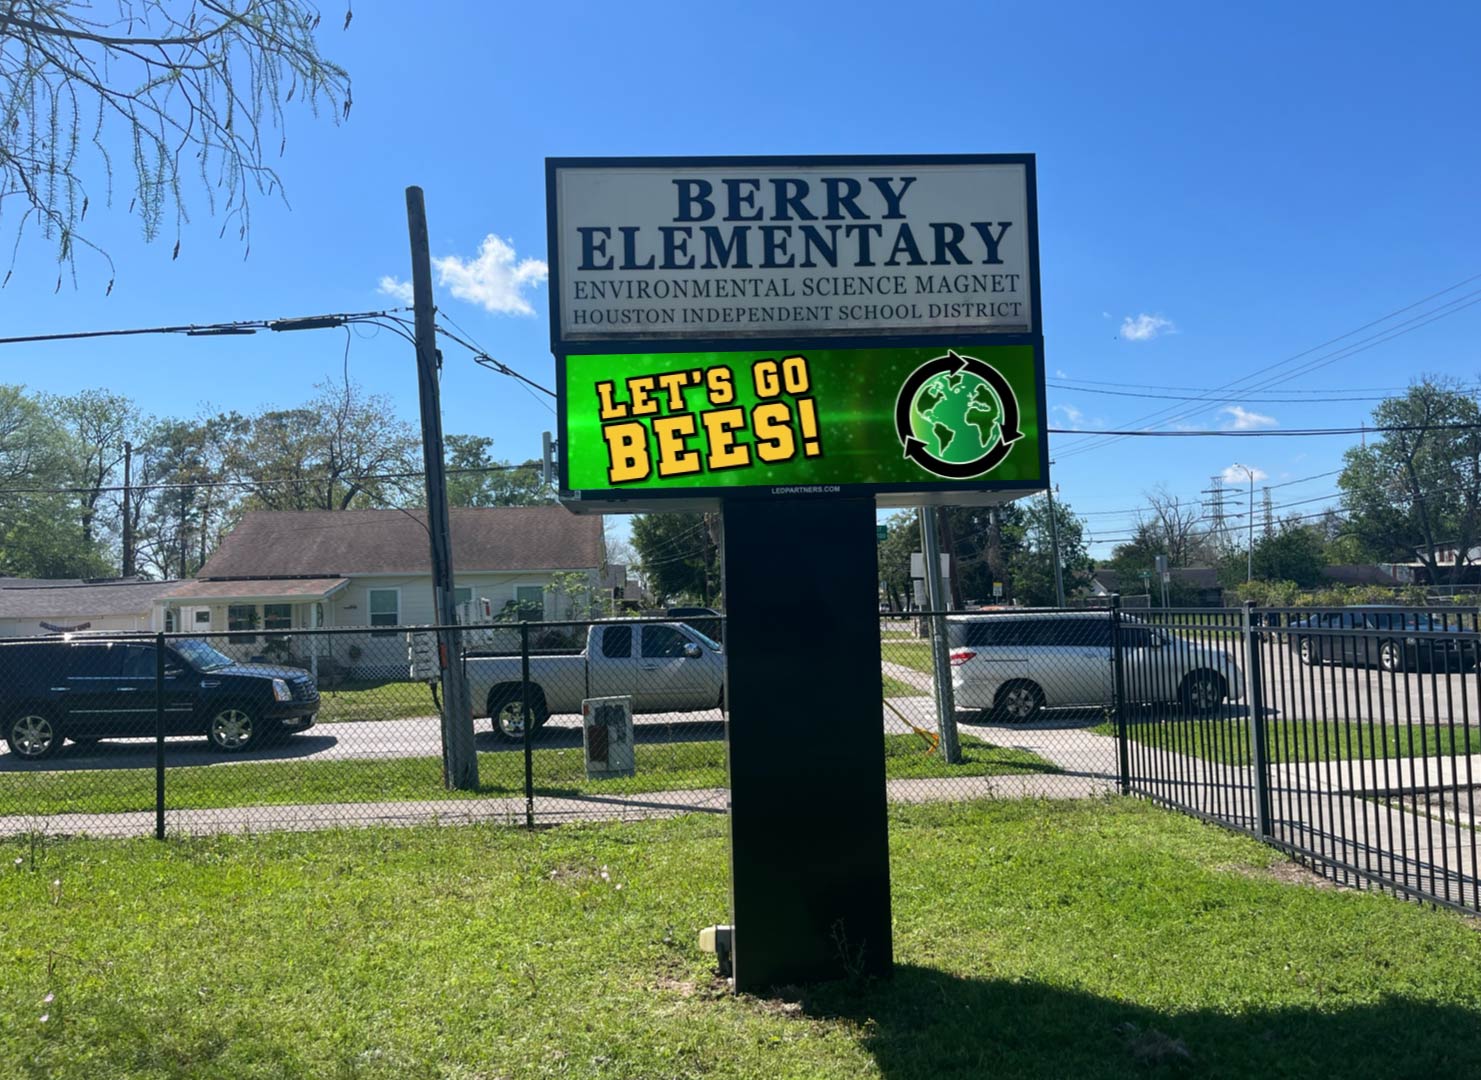 BERRY
ELEMENTARY
ENVIRONMENTAL SCIENCE MAGNET
HOUSTON INDEPENDENT SCHOOL DISTRICT
LET'S GO
BEES!
LEDPARTNERS.COM